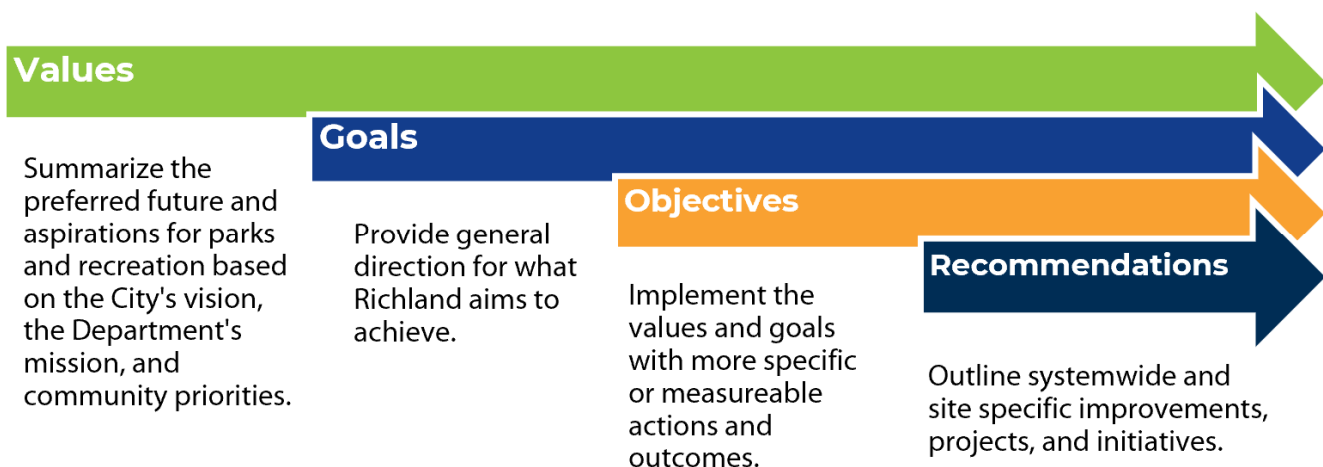 Values
Summarize the
preferred future and
aspirations for parks
and recreation based
on the City's vision,
the Department's
mission, and
community priorities.
Goals
Provide general
direction for what
Richland aims to
achieve.
Objectives
Implement the
values and goals
with more specific
or measureable
actions and
outcomes.
Recommendations
Outline systemwide and
site specific improvements,
projects, and initiatives.